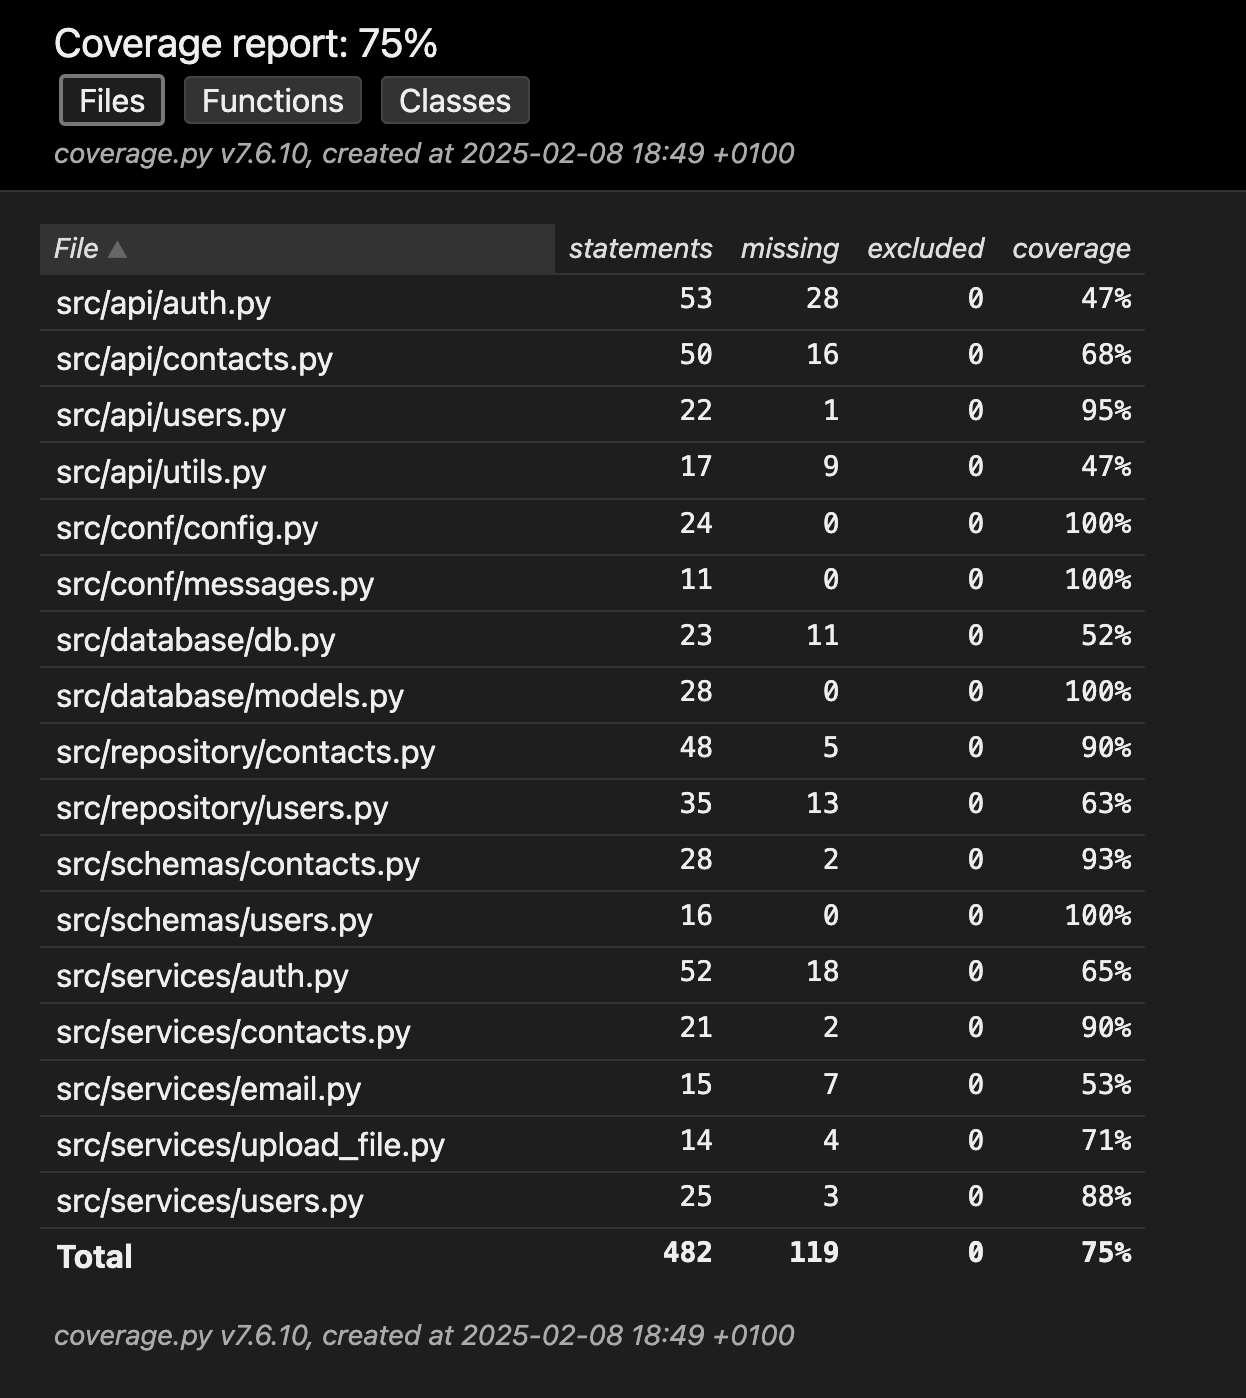 Coverage report: 75%
Files Functions Classes
coverage.py v7.6.10, created at 2025-02-08 18:49 +0100
File ▲ statements missing excluded coverage
src/api/auth.py 53 28 0 47%
src/api/contacts.py 50 16 0 68%
src/api/users.py 22 1 0 95%
src/api/utils.py 17 9 0 47%
src/conf/config.py 24 0 0 100%
src/conf/messages.py 11 0 0 100%
src/database/db.py 23 11 0 52%
src/database/models.py 28 0 0 100%
src/repository/contacts.py 48 5 0 90%
src/repository/users.py 35 13 0 63%
src/schemas/contacts.py 28 2 0 93%
src/schemas/users.py 16 0 0 100%
src/services/auth.py 52 18 0 65%
src/services/contacts.py 21 2 0 90%
src/services/email.py 15 7 0 53%
src/services/upload_file.py 14 4 0 71%
src/services/users.py 25 3 0 88%
Total 482 119 0 75%
coverage.py v7.6.10, created at 2025-02-08 18:49 +0100